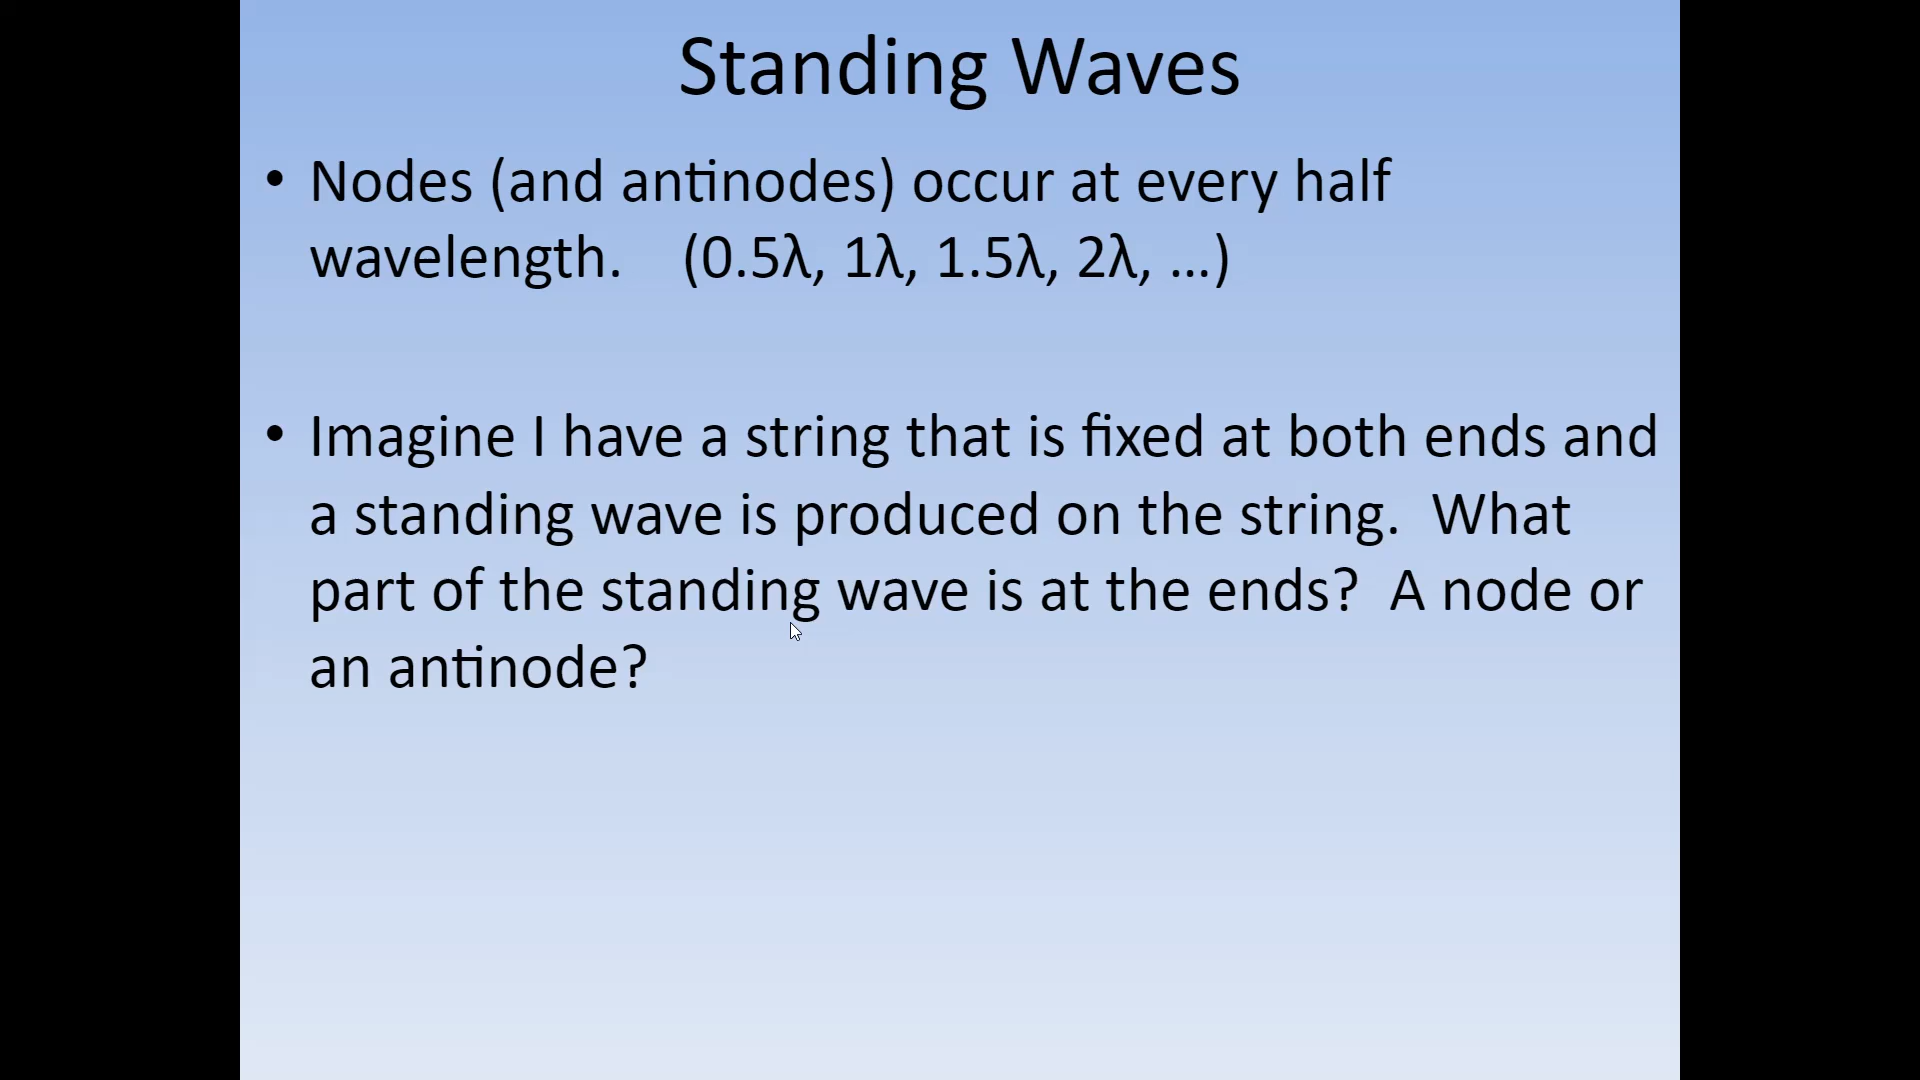 Standing Waves
• Nodes (and antinodes) occur at every half
wavelength. (0.5λ, 1λ, 1.5λ, 2λ, ...)
• Imagine I have a string that is fixed at both ends and
a standing wave is produced on the string. What
part of the standing wave is at the ends? A node or
an antinode?